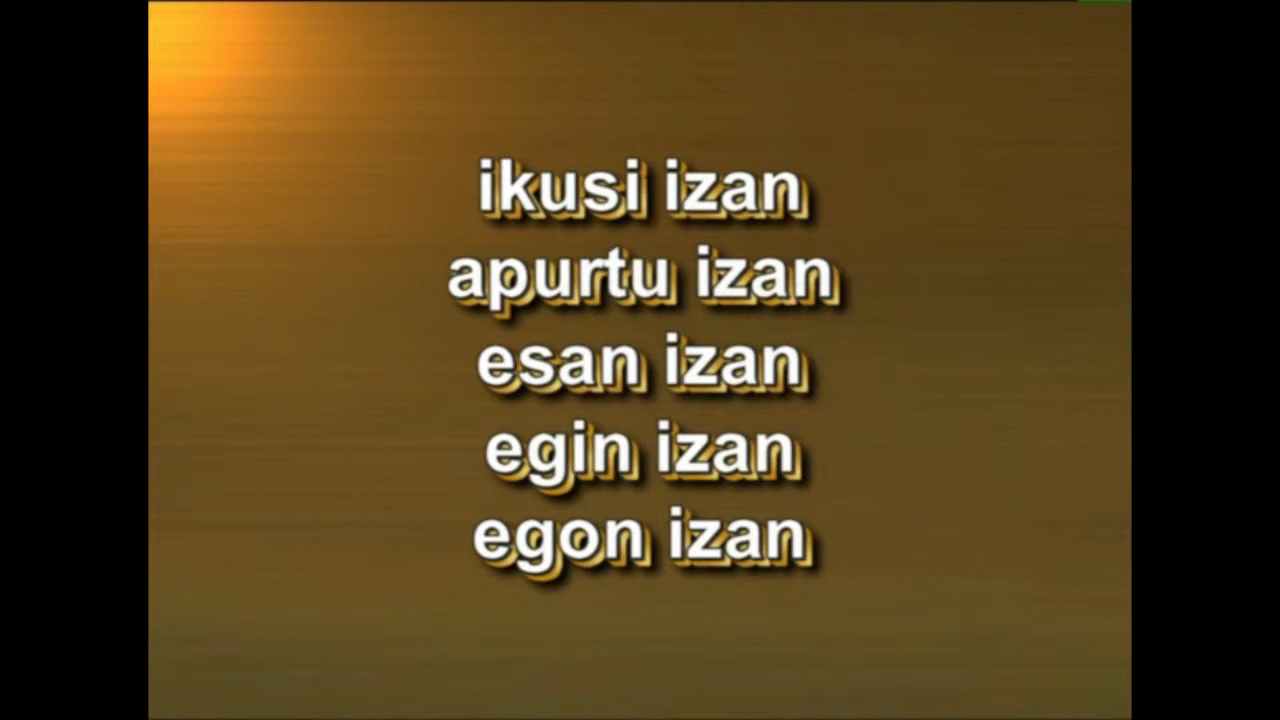 ikusi izan
apurtu izan
esan izan
egin izan
egon izan